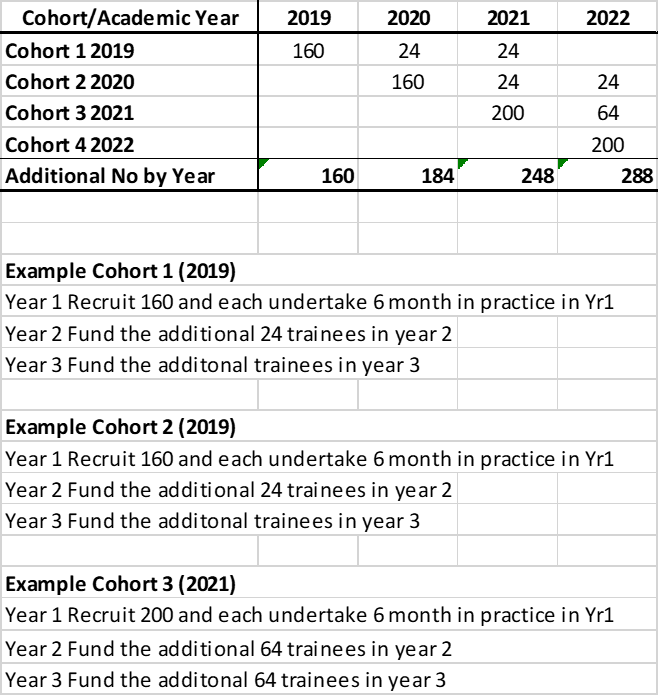 Cohort/Academic Year 2019 2020 2021 2022
Cohort 1 2019 160 24 24
Cohort 2 2020 160 24 24
Cohort 3 2021 200 64
Cohort 4 2022 200
Additional No by Year 160 184 248 288
Example Cohort 1 (2019)
Year 1 Recruit 160 and each undertake 6 month in practice in Yr1
Year 2 Fund the additional 24 trainees in year 2
Year 3 Fund the additonal trainees in year 3
Example Cohort 2 (2019)
Year 1 Recruit 160 and each undertake 6 month in practice in Yr1
Year 2 Fund the additional 24 trainees in year 2
Year 3 Fund the additonal trainees in year 3
Example Cohort 3 (2021)
Year 1 Recruit 200 and each undertake 6 month in practice in Yr1
Year 2 Fund the additional 64 trainees in year 2
Year 3 Fund the additonal 64 trainees in year 3